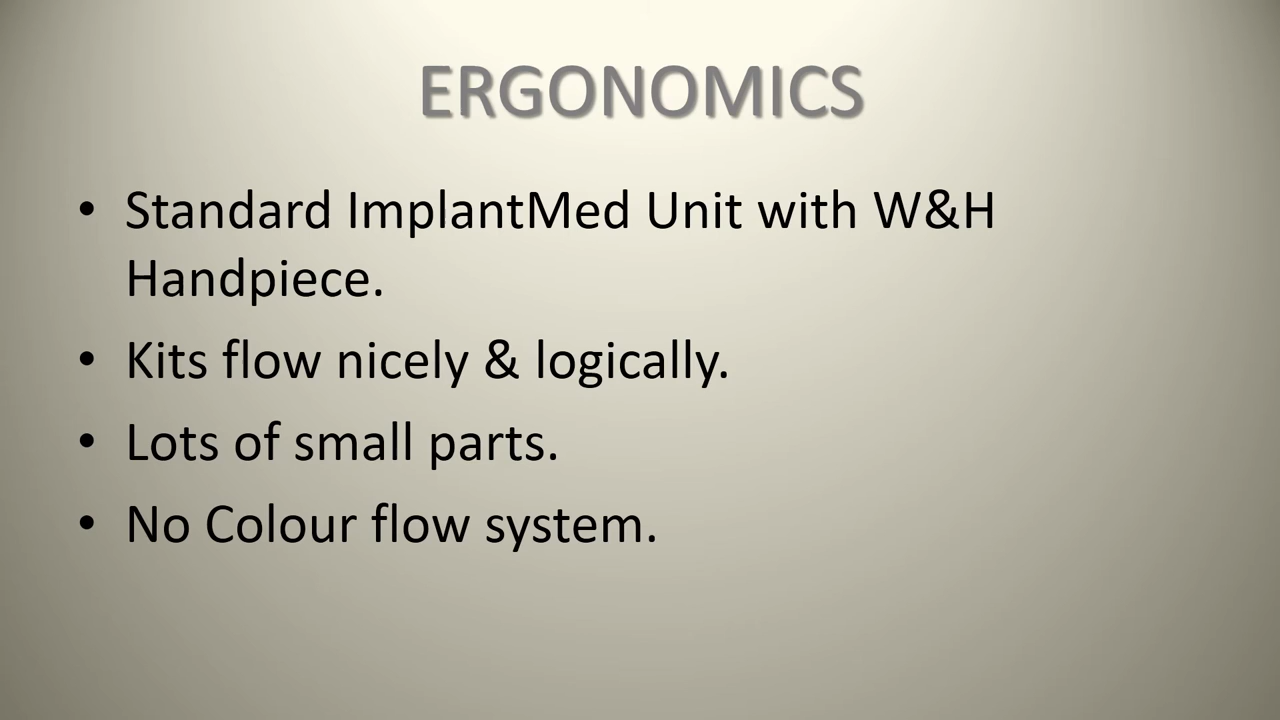 ERGONOMICS
• Standard ImplantMed Unit with W&H
Handpiece.
• Kits flow nicely & logically.
• Lots of small parts.
• No Colour flow system.